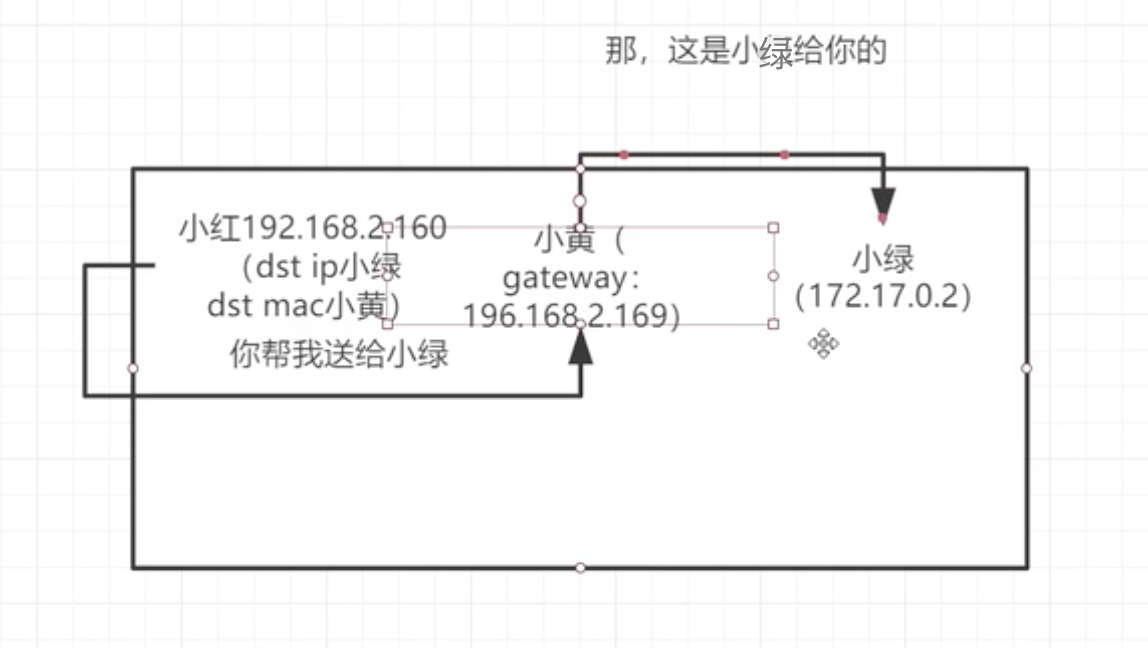 那，这是小绿给你的
小红192.168.2.160
（dst ip小绿
dst mac小黄）
你帮我送给小绿
小黄（
gateway：
196.168.2.169）
小绿
（172.17.0.2）